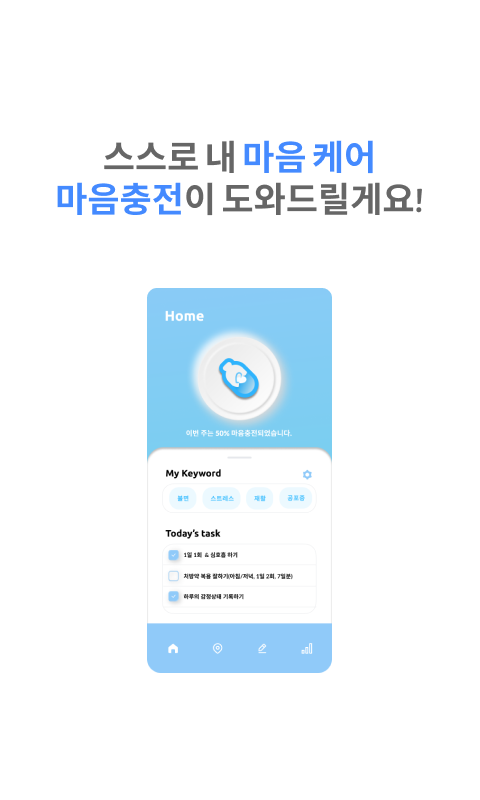 스스로 내 마음 케어
마음충전이 도와드릴게요!
Home
이번 주는 50% 마음충전되었습니다.
My Keyword
불면 스트레스 재활 공포증
Today's task
1일 1회 & 심호흡 하기
처방약 복용 잘하기(아침/저녁, 1일 2회, 7일분)
하루의 감정상태 기록하기